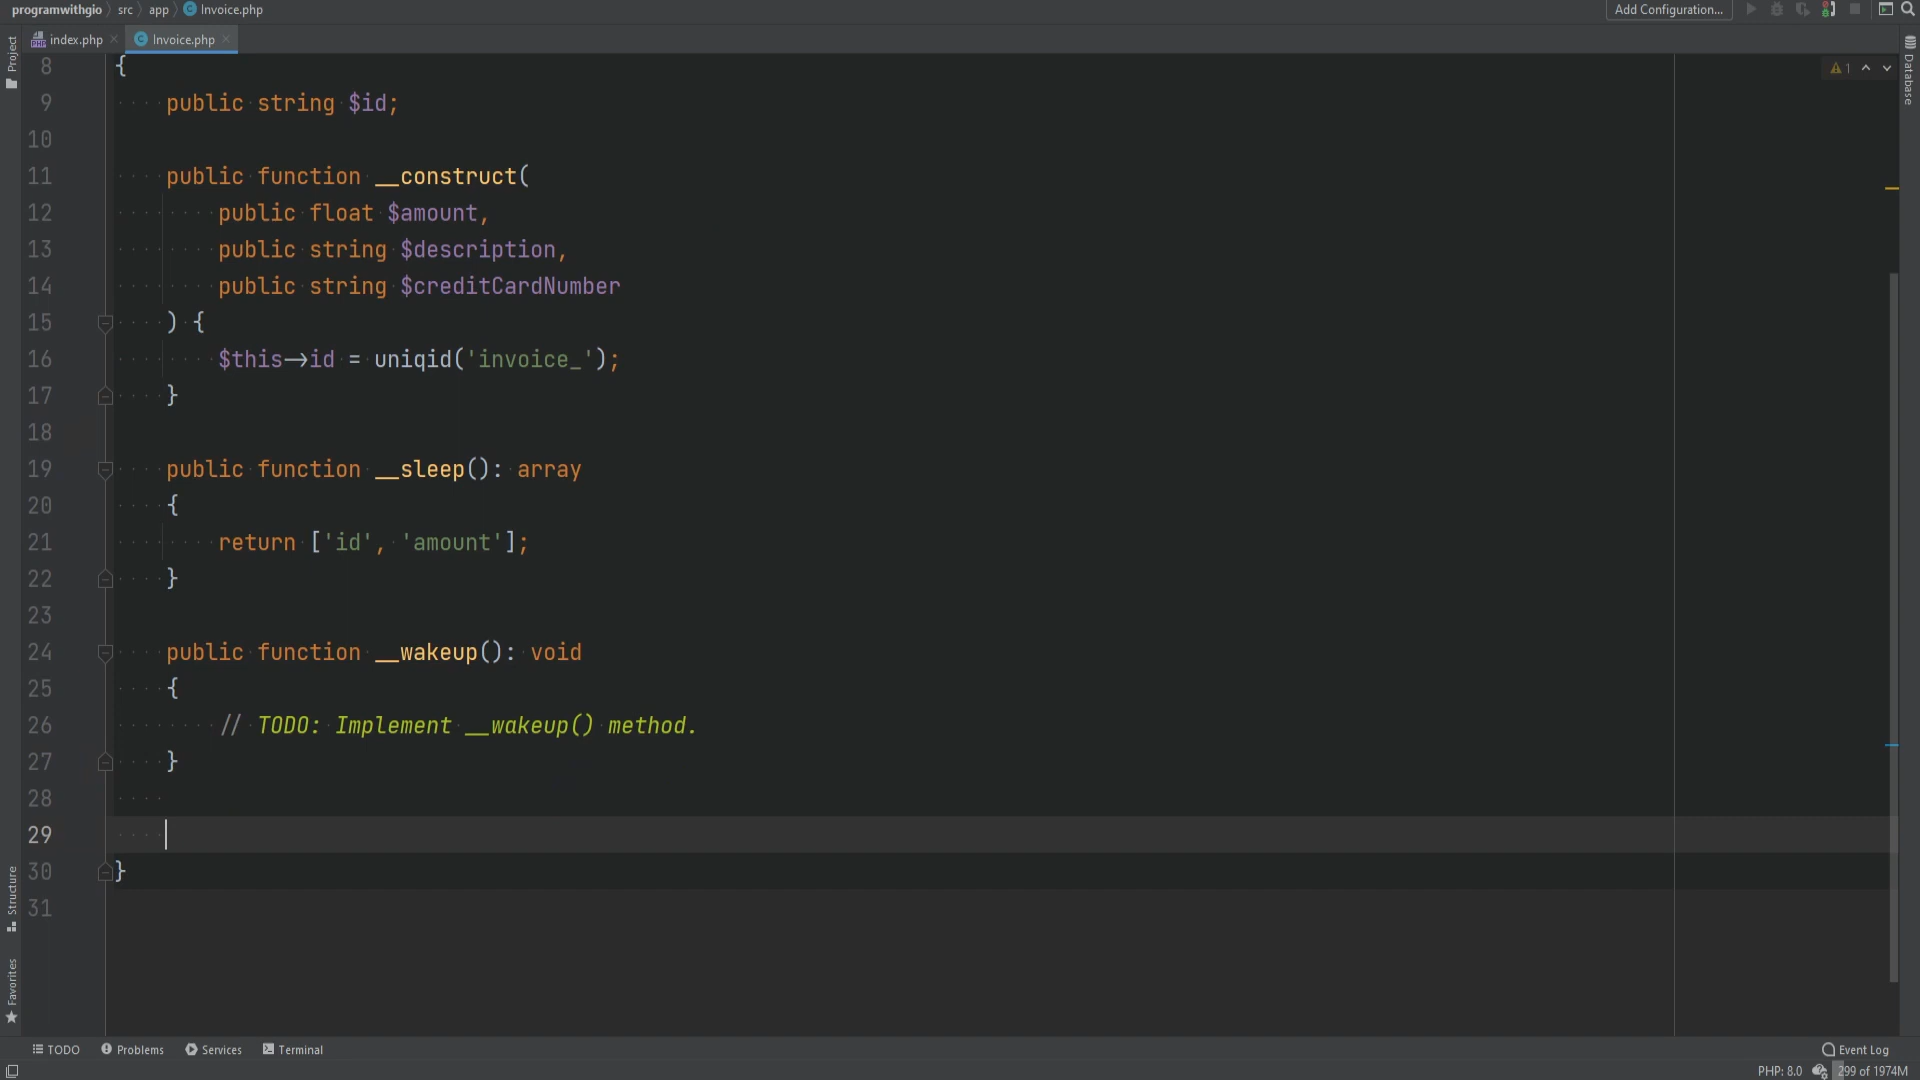 programwithgio src app Invoice.php Add Configuration...
index.php Invoice.php
Project
Database
1
8 {
9 public string $id;
10
11 public function __construct(
12 public float $amount,
13 public string $description,
14 public string $creditCardNumber
15 ) {
16 $this->id = uniqid('invoice_');
17 }
18
19 public function __sleep(): array
20 {
21 return ['id', 'amount'];
22 }
23
24 public function __wakeup(): void
25 {
26 // TODO: Implement __wakeup() method.
27 }
28
29
30 }
31
Structure
Favorites
TODO Problems Services Terminal Event Log
PHP: 8.0 299 of 1974M